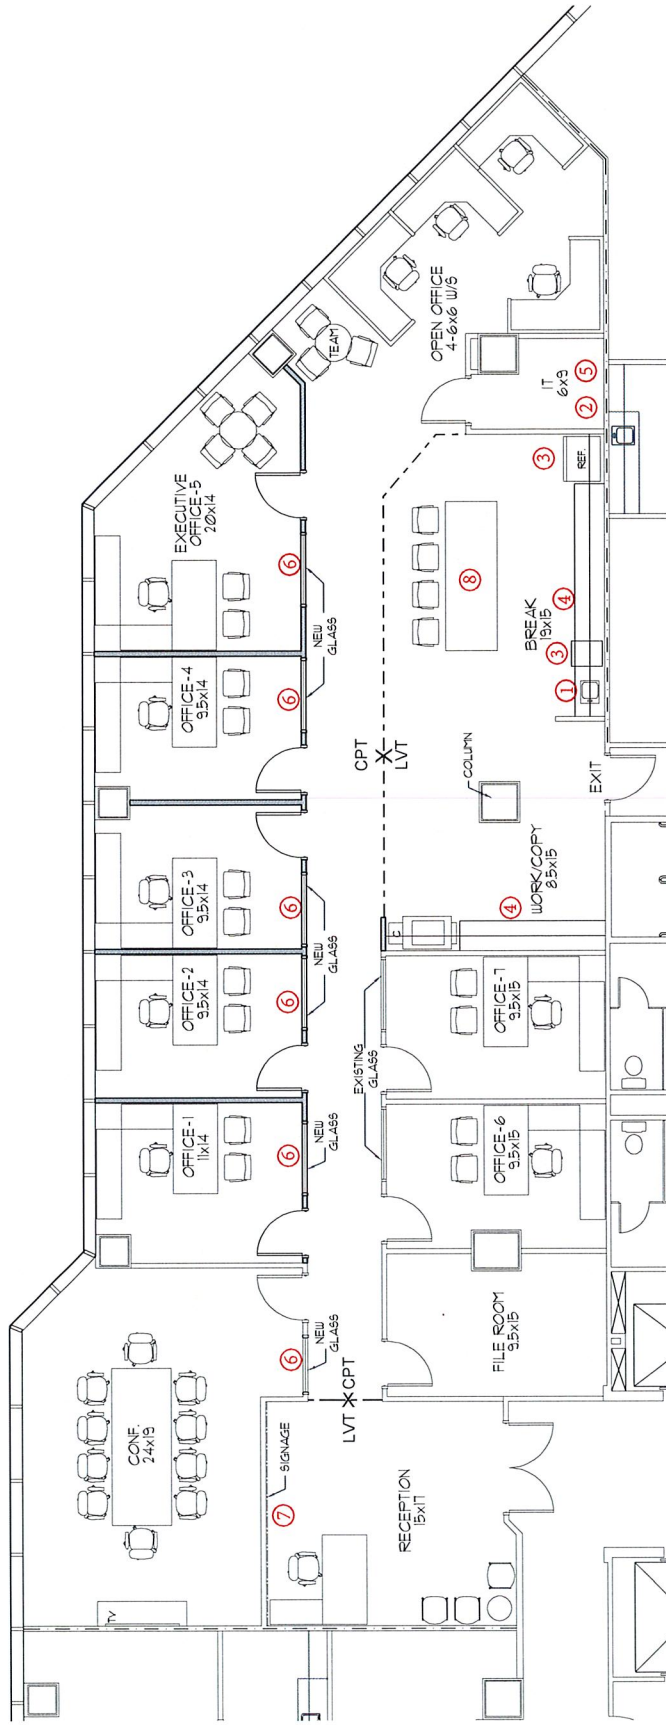 CONF.
24x19
TV
OFFICE-1
11x14
OFFICE-2
9.5x14
OFFICE-3
9.5x14
OFFICE-4
9.5x14
EXECUTIVE
OFFICE-5
20x14
TEAM
6
NEW
GLASS
6
NEW
GLASS
6
6
NEW
GLASS
6
6
NEW
GLASS
7
SIGNAGE
RECEPTION
15x17
LVT
CPT
FILE ROOM
9.5x15
OFFICE-6
9.5x15
OFFICE-7
9.5x15
EXISTING
GLASS
C
4
WORK/COPY
8.5x15
COLUMN
EXIT
CPT
LVT
8
BREAK
19x15
1
3
4
3
REF.
IT
6x9
2
5
OPEN OFFICE
4-6x6 W/S